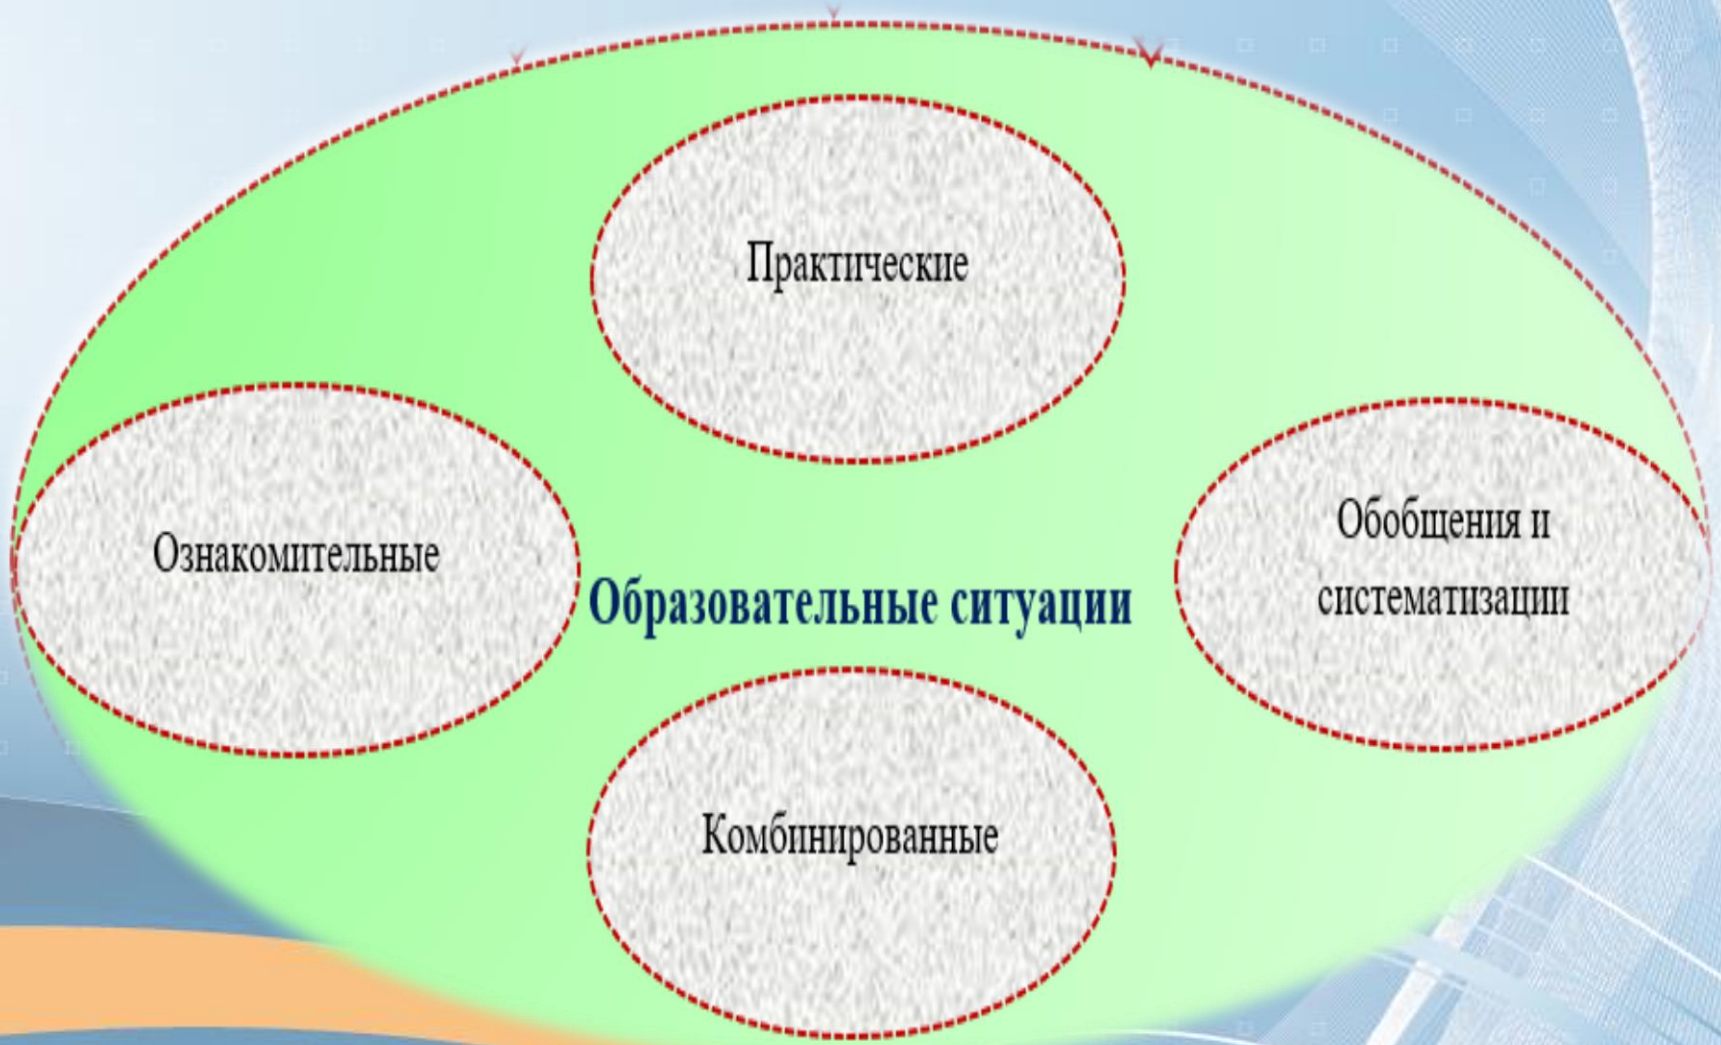 Практические
Ознакомительные
Обобщения и
систематизации
Образовательные ситуации
Комбинированные